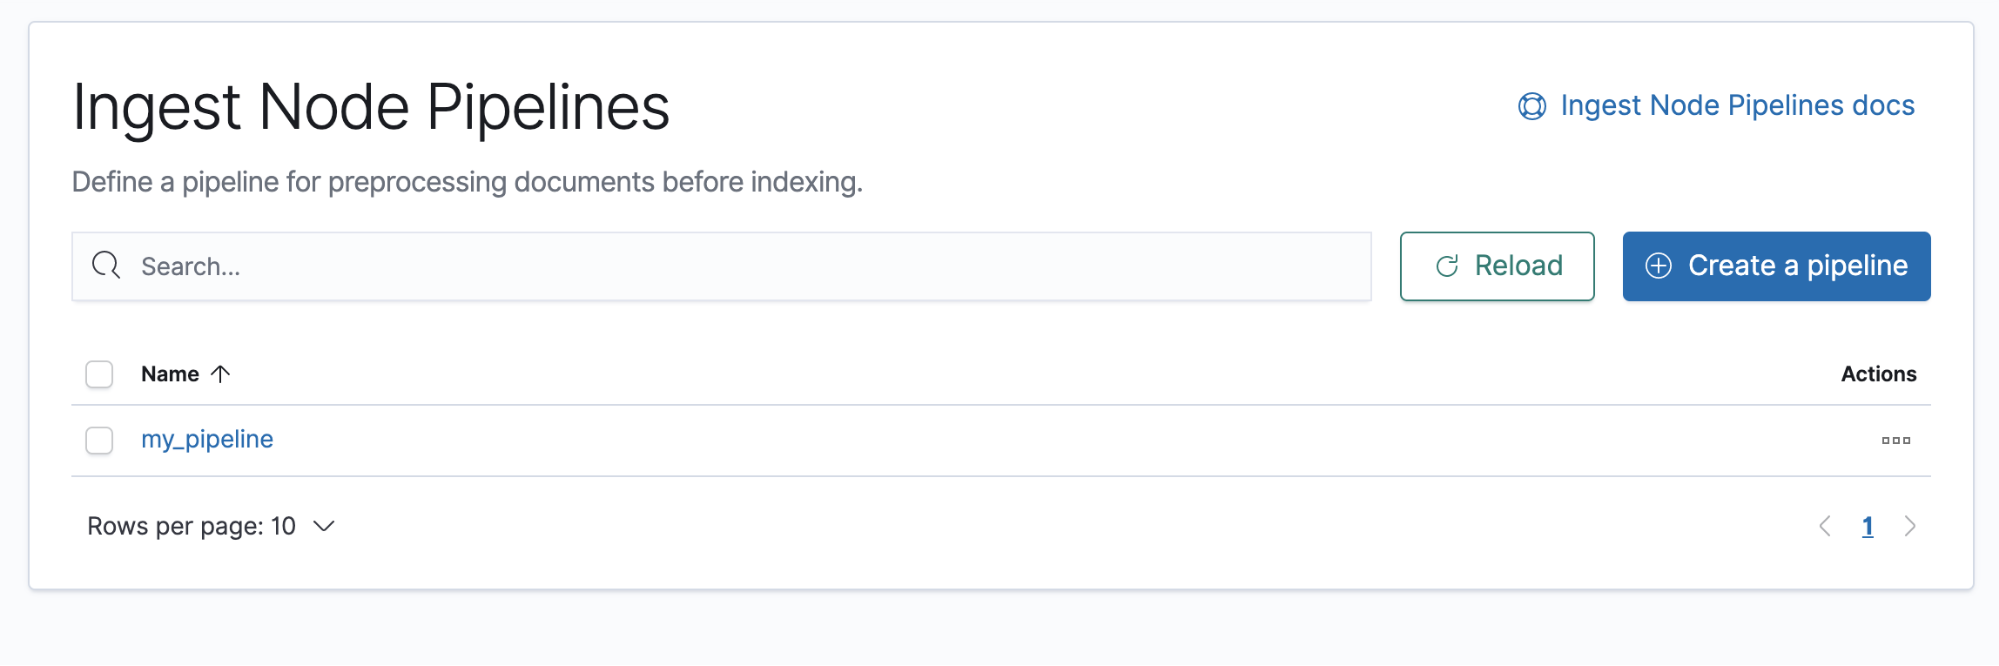 Ingest Node Pipelines
Ingest Node Pipelines docs
Define a pipeline for preprocessing documents before indexing.
Search...
Reload
Create a pipeline
Name
Actions
my_pipeline
Rows per page: 10
1